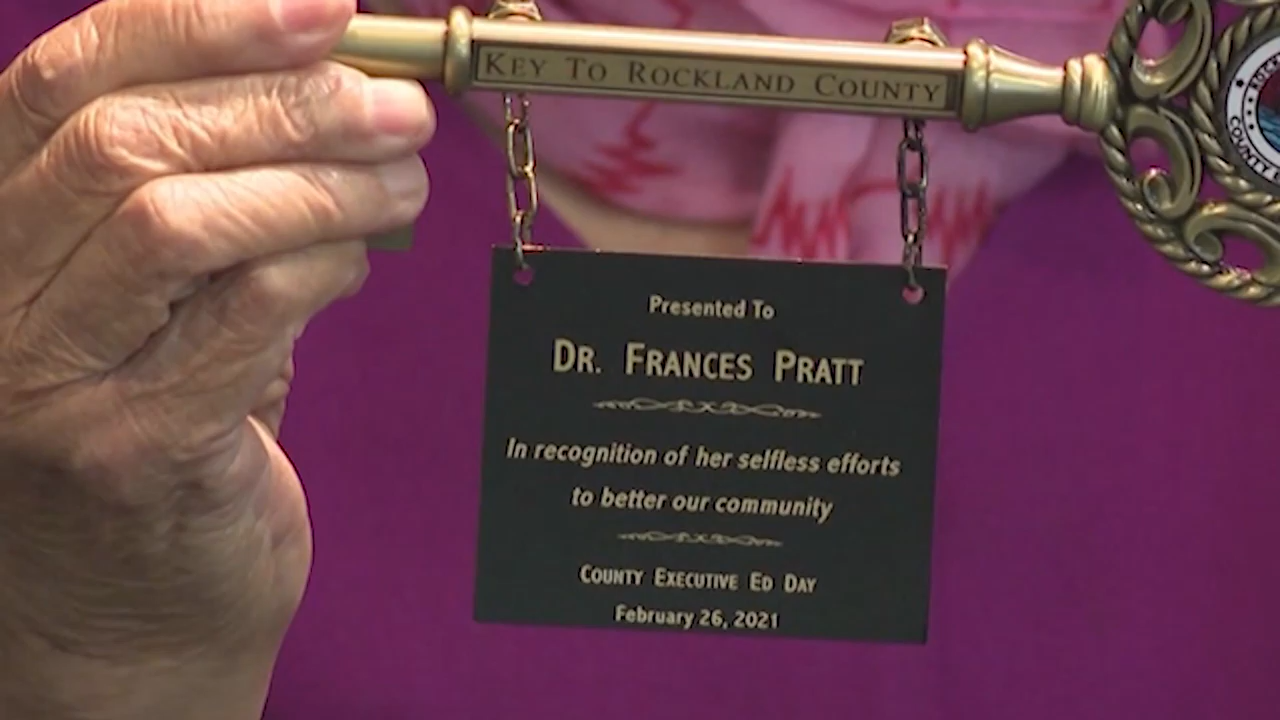 KEY TO ROCKLAND COUNTY
Presented To
DR. FRANCES PRATT
In recognition of her selfless efforts
to better our community
COUNTY EXECUTIVE ED DAY
February 26, 2021